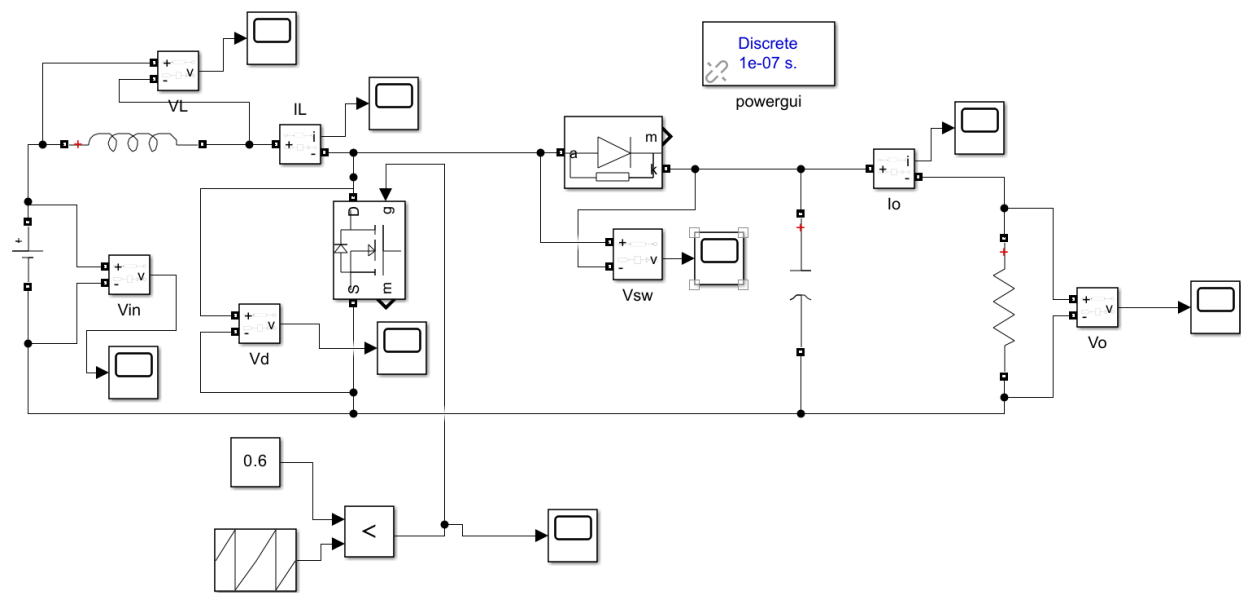 Discrete
1e-07 s.
powergui
+
-
v
VL
IL
i
+
-
+
a
m
k
i
+
-
Io
D
g
S
m
+
-
v
Vsw
+
+
+
+
-
v
Vin
+
-
v
Vd
+
-
v
Vo
0.6
<